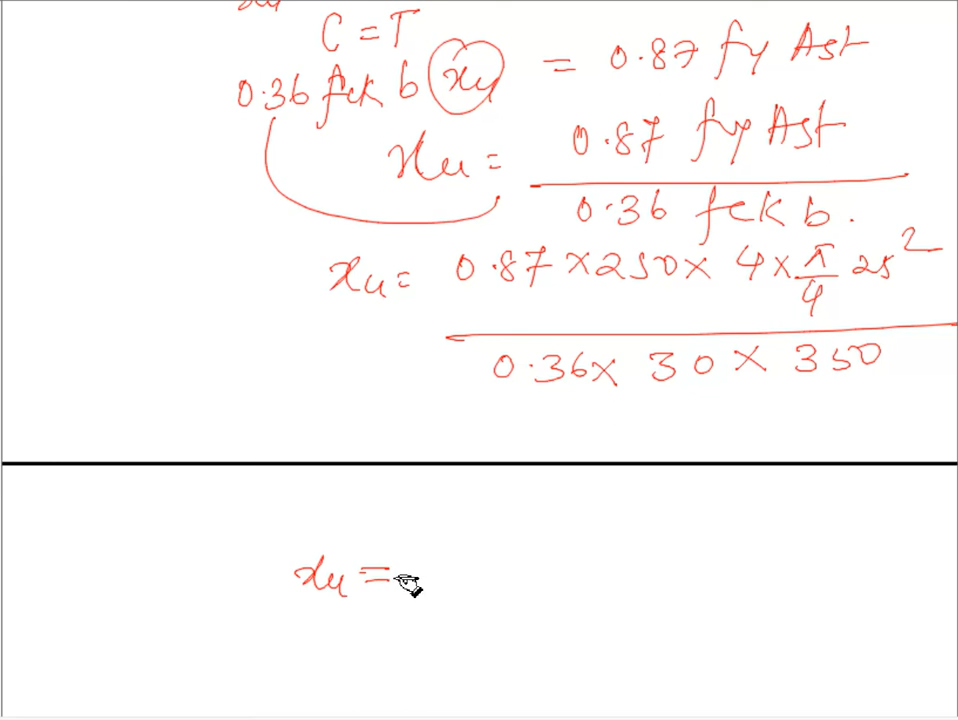 C = T
0.36 fck b xu = 0.87 fy Ast
xu = 0.87 fy Ast
0.36 fck b.
xu = 0.87 × 250 × 4 × π/4 25²
0.36 × 30 × 350
xu =